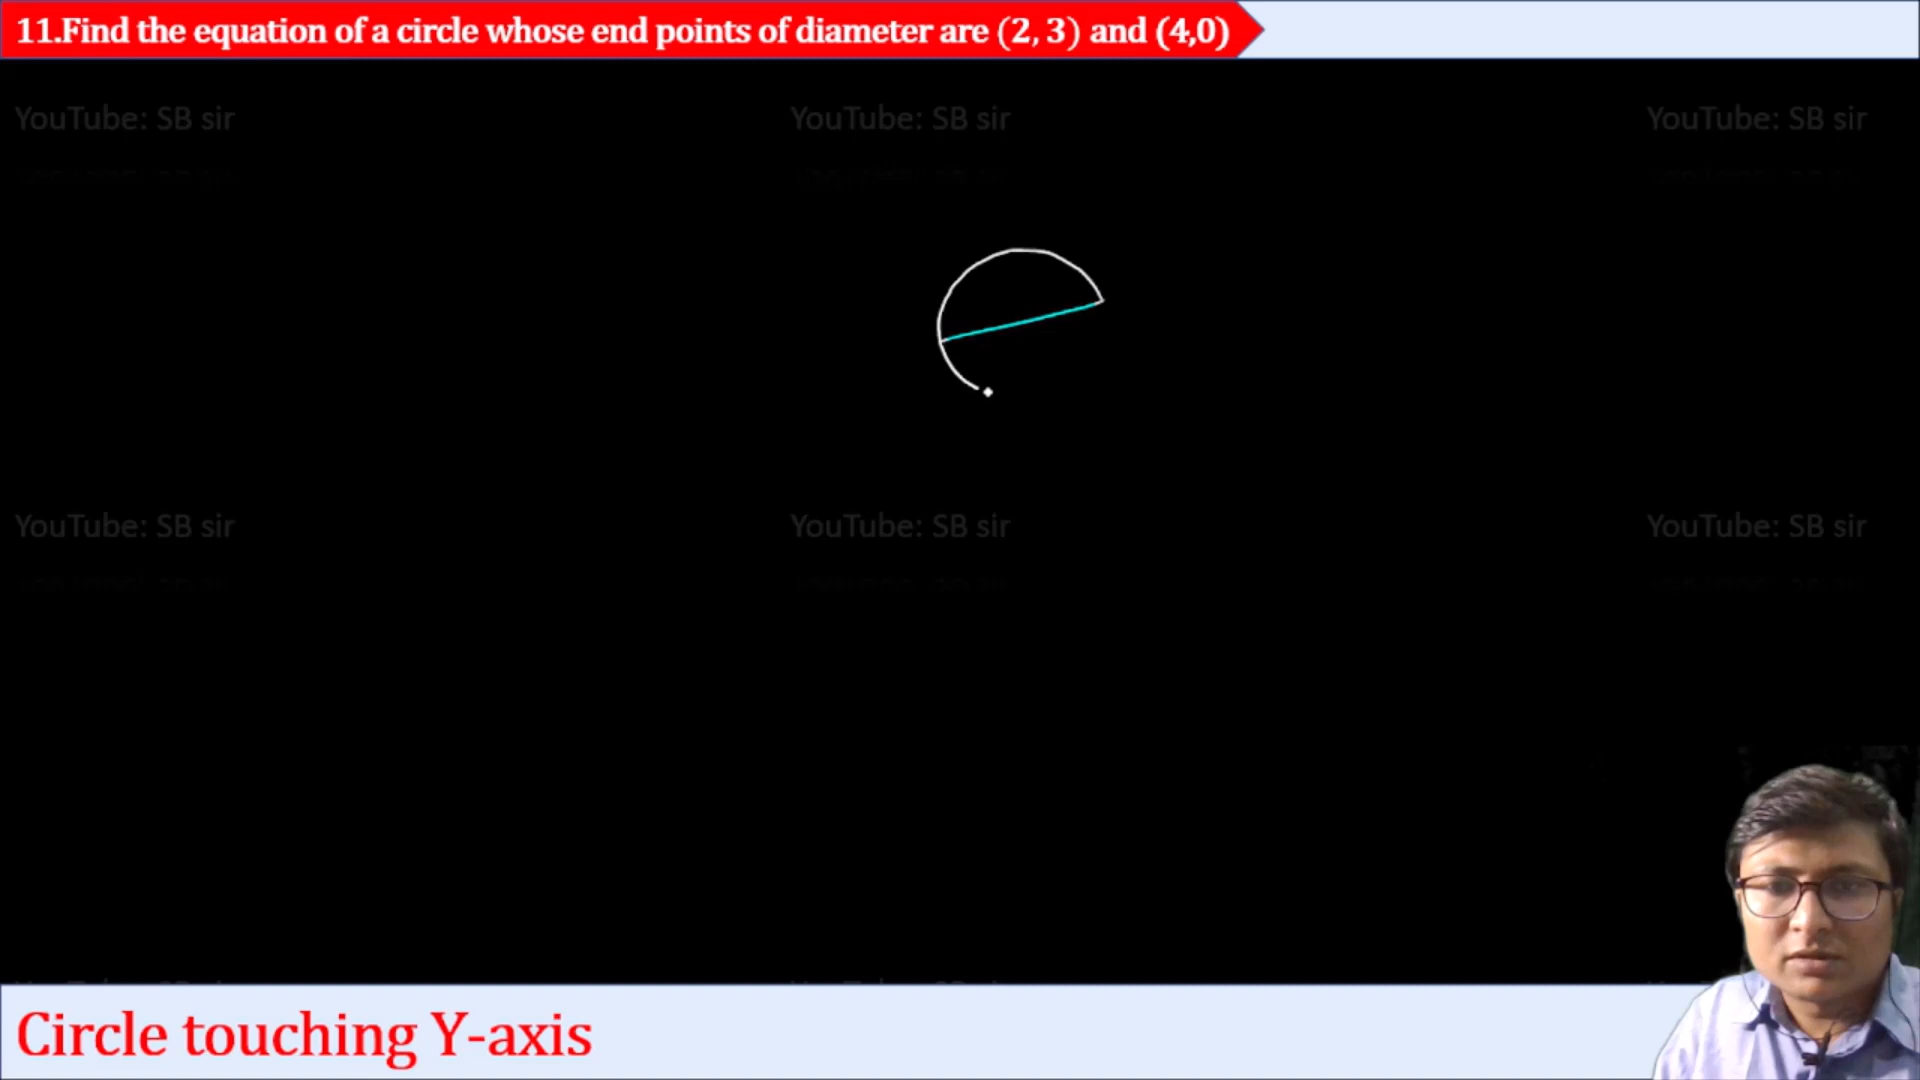 11.Find the equation of a circle whose end points of diameter are (2, 3) and (4,0)
YouTube: SB sir YouTube: SB sir YouTube: SB sir
YouTube: SB sir YouTube: SB sir YouTube: SB sir
Circle touching Y-axis